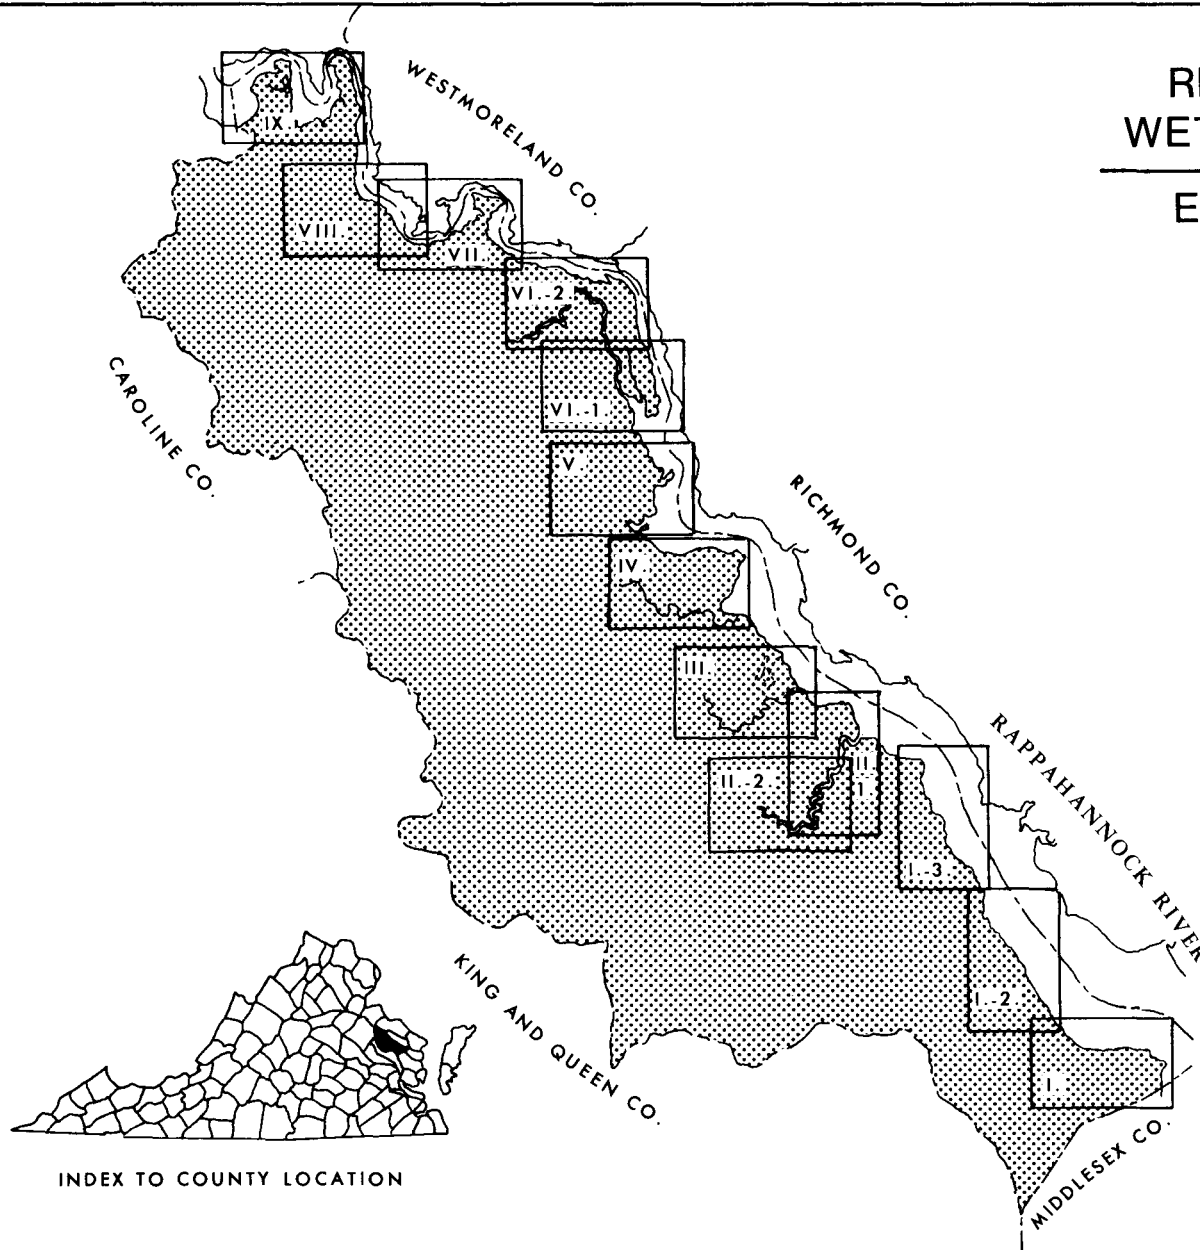 WESTMORELAND CO.
IX.
VIII.
VII.
VI.-2
CAROLINE CO.
VI.-1.
V.
RICHMOND CO.
IV.
III.
RAPPAHANNOCK RIVER
II.
1.
II.-2
I.-3
KING AND QUEEN CO.
I.-2
I.
MIDDLESEX CO.
INDEX TO COUNTY LOCATION